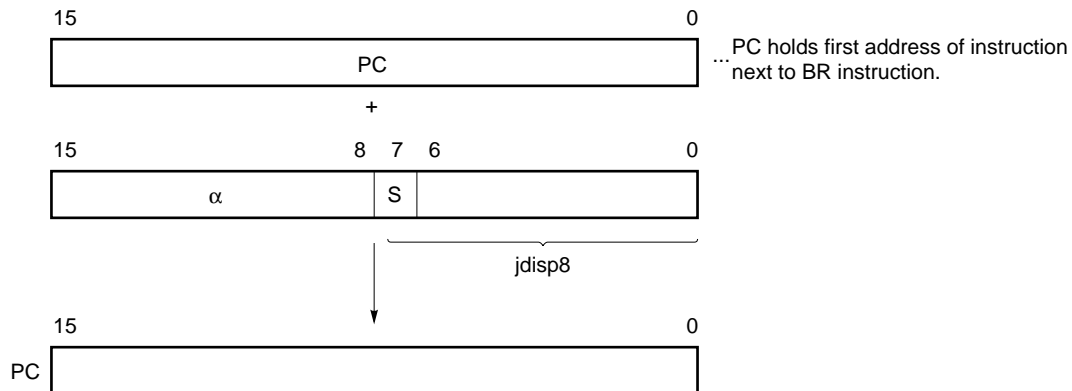 15 0
PC
... PC holds first address of instruction
next to BR instruction.
+
15 8 7 6 0
α S
jdisp8
15 0
PC